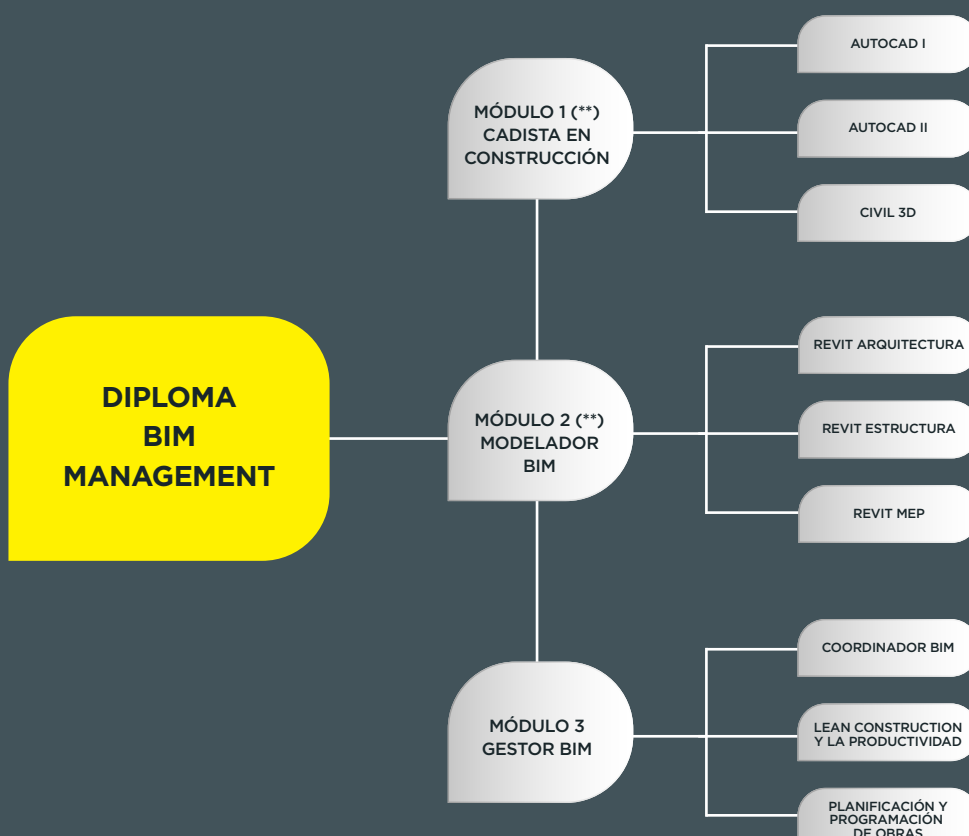 DIPLOMA
BIM
MANAGEMENT
MÓDULO 1 (**)
CADISTA EN
CONSTRUCCIÓN
AUTOCAD I
AUTOCAD II
CIVIL 3D
MÓDULO 2 (**)
MODELADOR
BIM
REVIT ARQUITECTURA
REVIT ESTRUCTURA
REVIT MEP
MÓDULO 3
GESTOR BIM
COORDINADOR BIM
LEAN CONSTRUCTION
Y LA PRODUCTIVIDAD
PLANIFICACIÓN Y
PROGRAMACIÓN
DE OBRAS